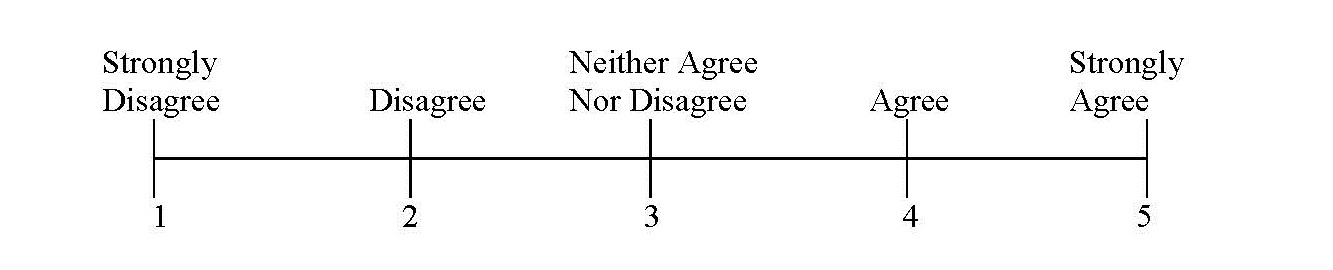 Strongly
Disagree
Disagree
Neither Agree
Nor Disagree
Agree
Strongly
Agree
1 2 3 4 5